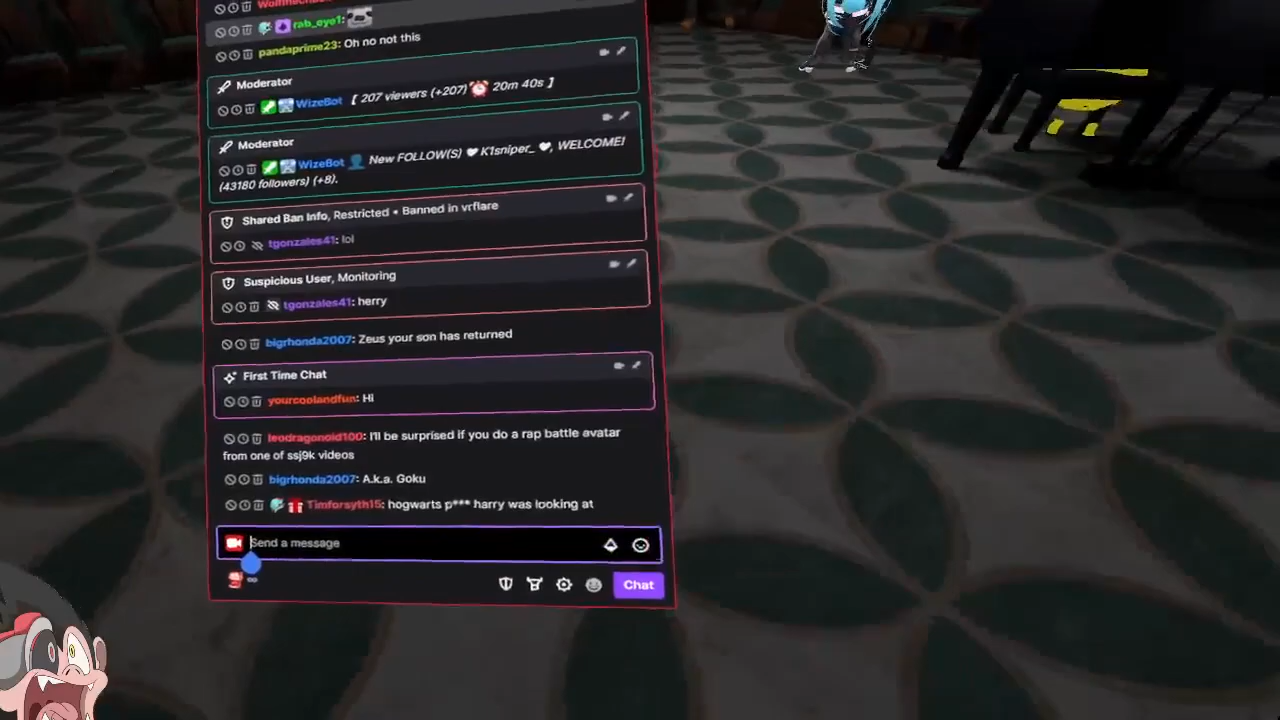 rab_eye1:
pandaprime23: Oh no not this
Moderator
WizeBot [ 207 viewers (+207) 20m 40s ]
Moderator
WizeBot New FOLLOW(S) K1sniper_ , WELCOME!
(43180 followers) (+8).
Shared Ban Info, Restricted • Banned in vrflare
tgonzales41: lol
Suspicious User, Monitoring
tgonzales41: herry
bigrhonda2007: Zeus your son has returned
First Time Chat
yourcoolandfun: Hi
leodragonoid100: I'll be surprised if you do a rap battle avatar
from one of ssj9k videos
bigrhonda2007: A.k.a. Goku
Timforsyth15: hogwarts p*** harry was looking at
Send a message
Chat